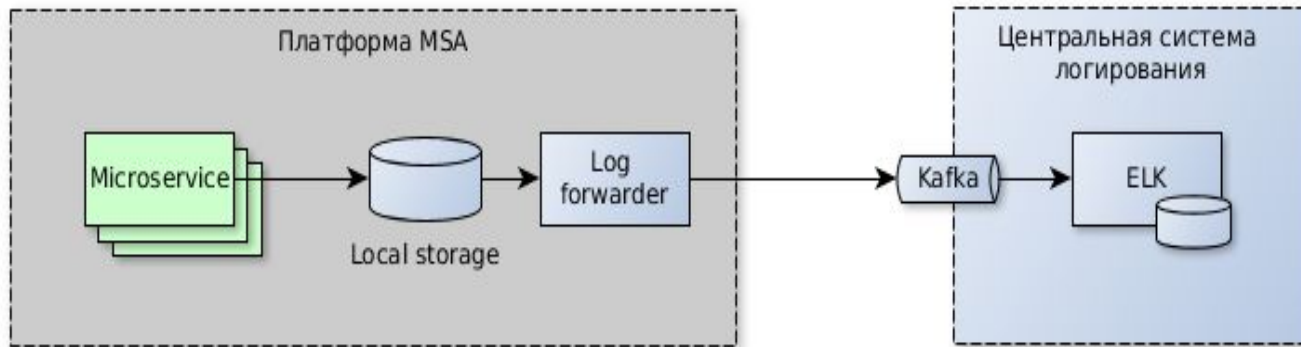 Платформа MSA
Центральная система
логирования
Microservice
Local storage
Log
forwarder
Kafka
ELK